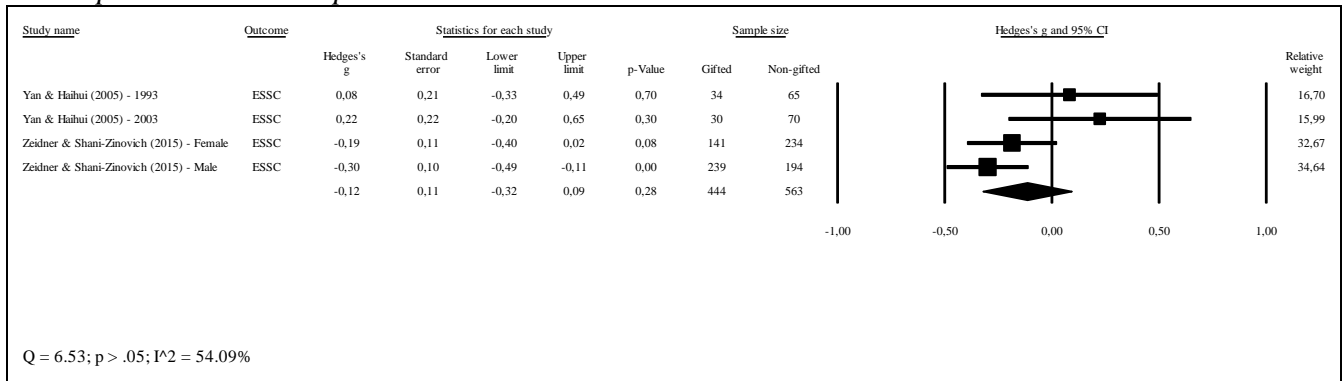 Study name Outcome Statistics for each study Sample size Hedges's g and 95% CI
Hedges's g Standard error Lower limit Upper limit p-Value Gifted Non-gifted Relative weight
Yan & Haihui (2005) - 1993 ESSC 0,08 0,21 -0,33 0,49 0,70 34 65 16,70
Yan & Haihui (2005) - 2003 ESSC 0,22 0,22 -0,20 0,65 0,30 30 70 15,99
Zeidner & Shani-Zinovich (2015) - Female ESSC -0,19 0,11 -0,40 0,02 0,08 141 234 32,67
Zeidner & Shani-Zinovich (2015) - Male ESSC -0,30 0,10 -0,49 -0,11 0,00 239 194 34,64
-0,12 0,11 -0,32 0,09 0,28 444 563
-1,00 -0,50 0,00 0,50 1,00
Q = 6.53; p > .05; I^2 = 54.09%